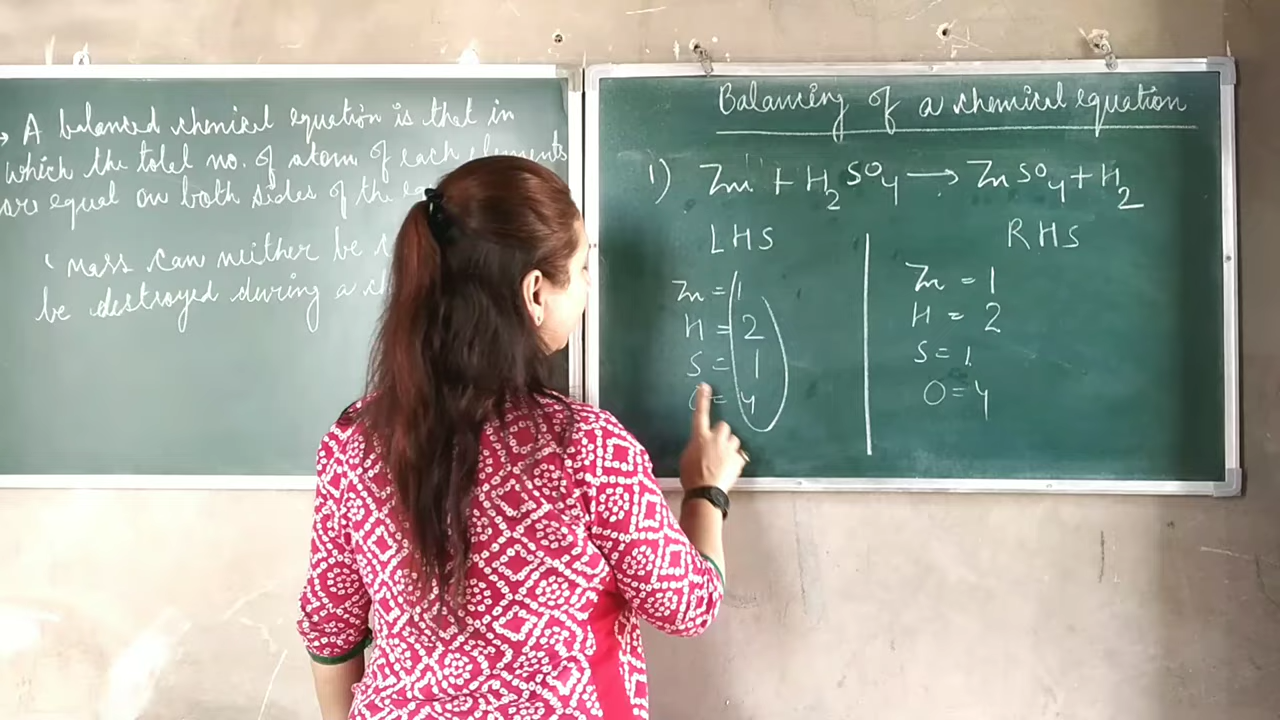 → A balanced chemical equation is that in
which the total no. of atom of each elements
are equal on both sides of the
' Mass can neither be
be destroyed during a
Balancing of a chemical equation
1) Zn + H₂SO₄ → ZnSO₄ + H₂
LHS
Zn = 1
H = 2
S = 1
O = 4
RHS
Zn = 1
H = 2
S = 1
O = 4